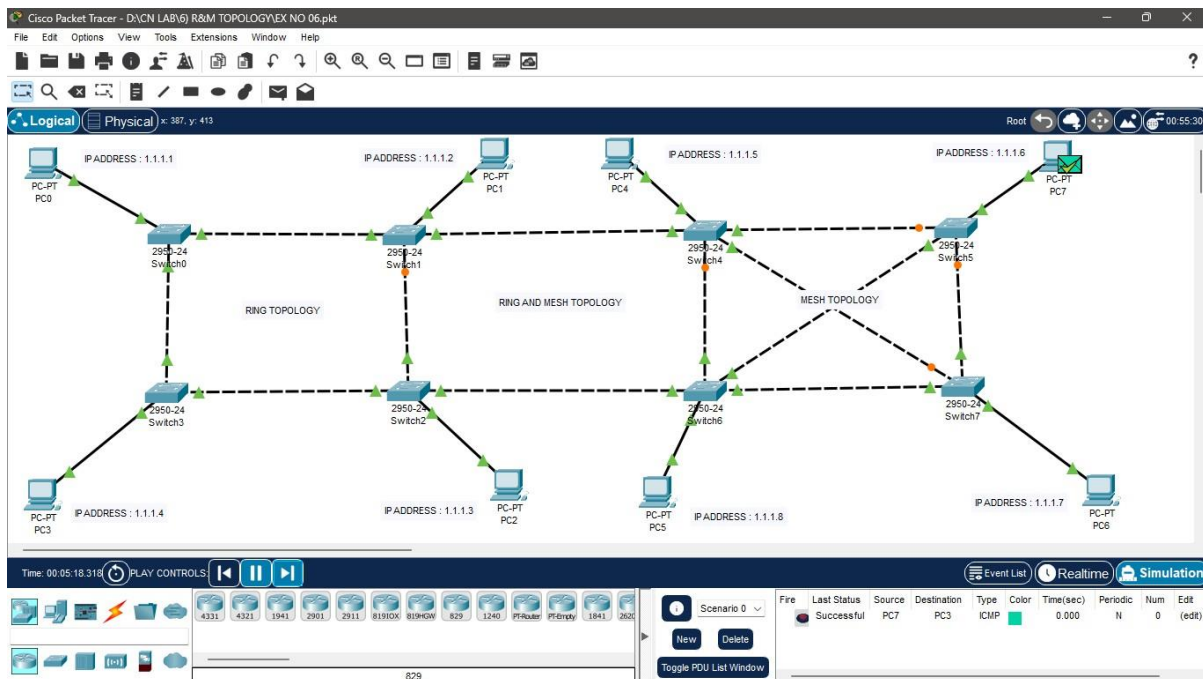 Cisco Packet Tracer - D:\CN LAB\6) R&M TOPOLOGY\EX NO 06.pkt
File Edit Options View Tools Extensions Window Help
?
Logical Physical x: 387, y: 413 Root 00:55:30
IP ADDRESS : 1.1.1.1 IP ADDRESS : 1.1.1.2 IP ADDRESS : 1.1.1.5 IP ADDRESS : 1.1.1.6
PC-PT PC-PT PC-PT PC-PT
PC0 PC1 PC4 PC7
2950-24 2950-24 2950-24 2950-24
Switch0 Switch1 Switch4 Switch5
RING TOPOLOGY RING AND MESH TOPOLOGY MESH TOPOLOGY
2950-24 2950-24 2950-24 2950-24
Switch3 Switch2 Switch6 Switch7
IP ADDRESS : 1.1.1.4 IP ADDRESS : 1.1.1.3 IP ADDRESS : 1.1.1.8 IP ADDRESS : 1.1.1.7
PC-PT PC-PT PC-PT PC-PT
PC3 PC2 PC5 PC6
Time: 00:05:18.318 PLAY CONTROLS: Event List Realtime Simulation
4331 4321 1941 2901 2911 819IOX 819HGW 829 1240 PT-Router PT-Empty 1841
829
Scenario 0
New Delete
Toggle PDU List Window
Fire Last Status Source Destination Type Color Time(sec) Periodic Num Edit
Successful PC7 PC3 ICMP 0.000 N 0 (edit)